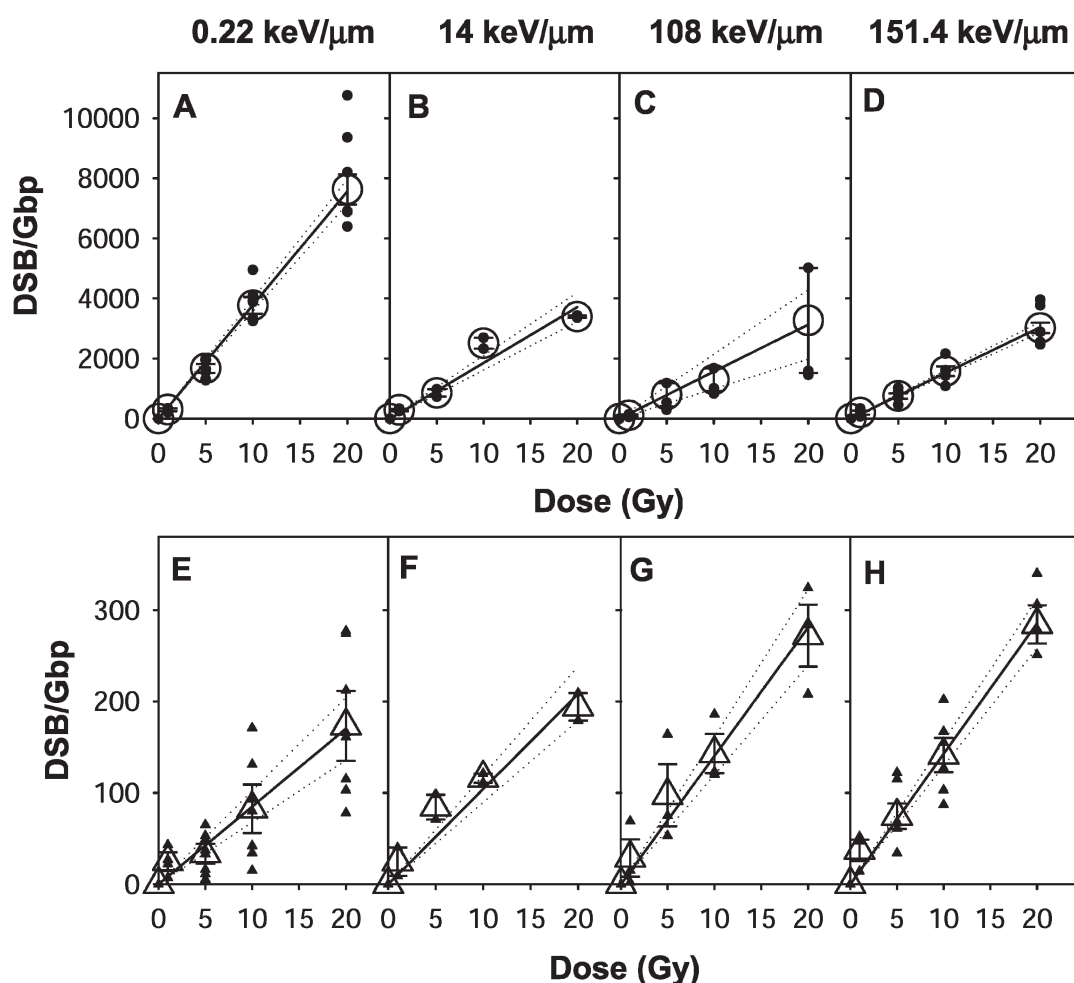 0.22 keV/μm 14 keV/μm 108 keV/μm 151.4 keV/μm
A B C D
DSB/Gbp
10000
8000
6000
4000
2000
0
0 5 10 15 20 0 5 10 15 20 0 5 10 15 20 0 5 10 15 20
Dose (Gy)
E F G H
DSB/Gbp
300
200
100
0
0 5 10 15 20 0 5 10 15 20 0 5 10 15 20 0 5 10 15 20
Dose (Gy)